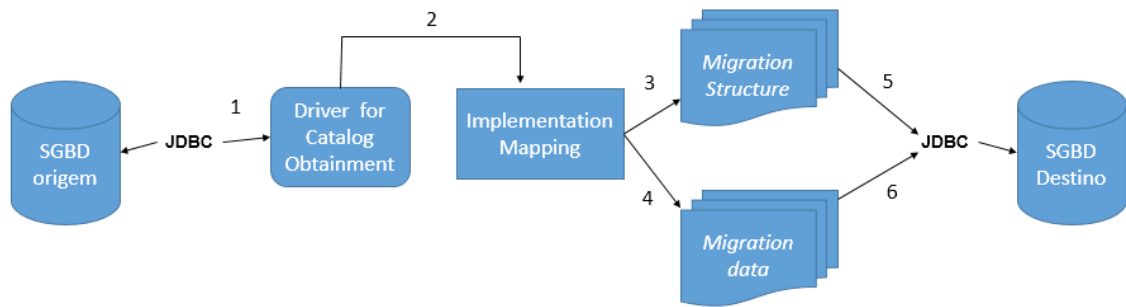 SGBD
origem
JDBC
1
Driver for
Catalog
Obtainment
2
Implementation
Mapping
3
Migration
Structure
4
Migration
data
5
6
JDBC
SGBD
Destino